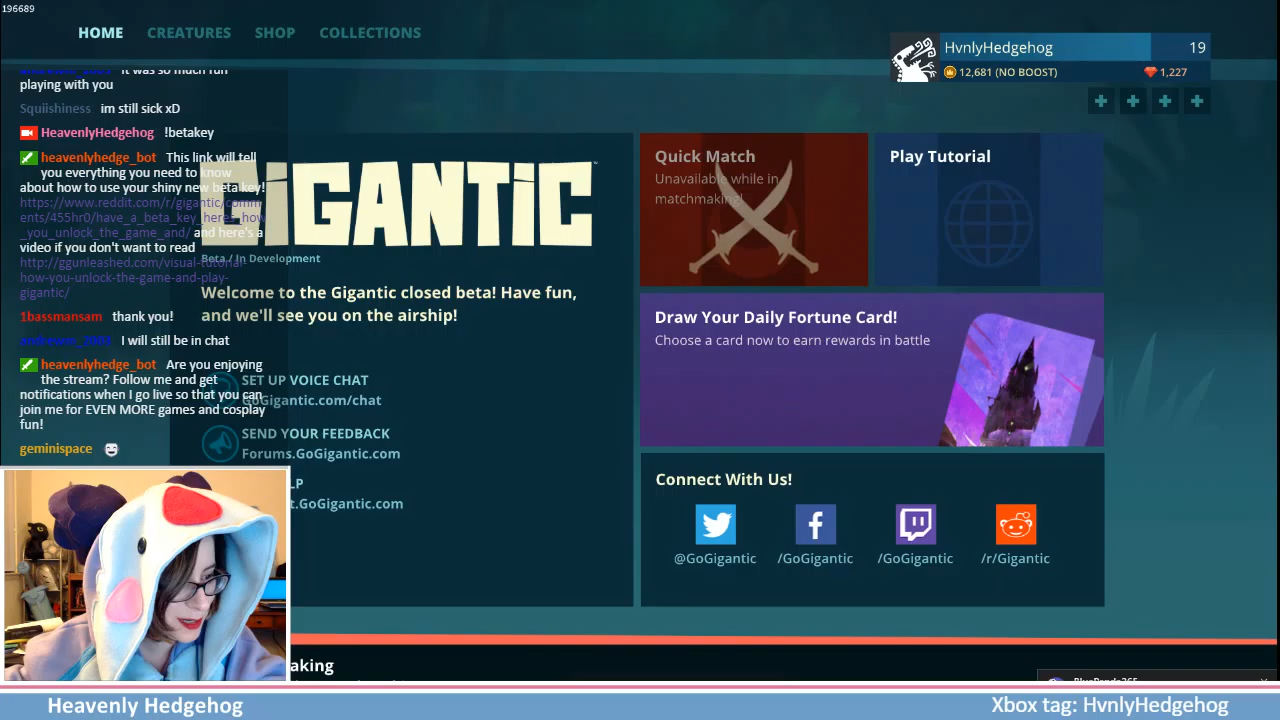 196689
HOME CREATURES SHOP COLLECTIONS
HvnlyHedgehog 19
12,681 (NO BOOST) 1,227
it was so much fun
playing with you
Squiishiness im still sick xD
HeavenlyHedgehog !betakey
heavenlyhedge_bot This link will tell
you everything you need to know
about how to use your shiny new beta key!
https://www.reddit.com/r/gigantic/comm
ents/455hr0/have_a_beta_key_heres_how
_you_unlock_the_game_and/ and here's a
video if you don't want to read
http://ggunleashed.com/visual-tutorial-
how-you-unlock-the-game-and-play-
gigantic/
1bassmansam thank you!
I will still be in chat
heavenlyhedge_bot Are you enjoying
the stream? Follow me and get
notifications when I go live so that you can
join me for EVEN MORE games and cosplay
fun!
geminispace
GIGANTIC
Beta / In Development
Welcome to the Gigantic closed beta! Have fun,
and we'll see you on the airship!
SET UP VOICE CHAT
GoGigantic.com/chat
SEND YOUR FEEDBACK
Forums.GoGigantic.com
LP
t.GoGigantic.com
Quick Match
Unavailable while in
matchmaking!
Play Tutorial
Draw Your Daily Fortune Card!
Choose a card now to earn rewards in battle
Connect With Us!
@GoGigantic /GoGigantic /GoGigantic /r/Gigantic
aking
Heavenly Hedgehog
Xbox tag: HvnlyHedgehog